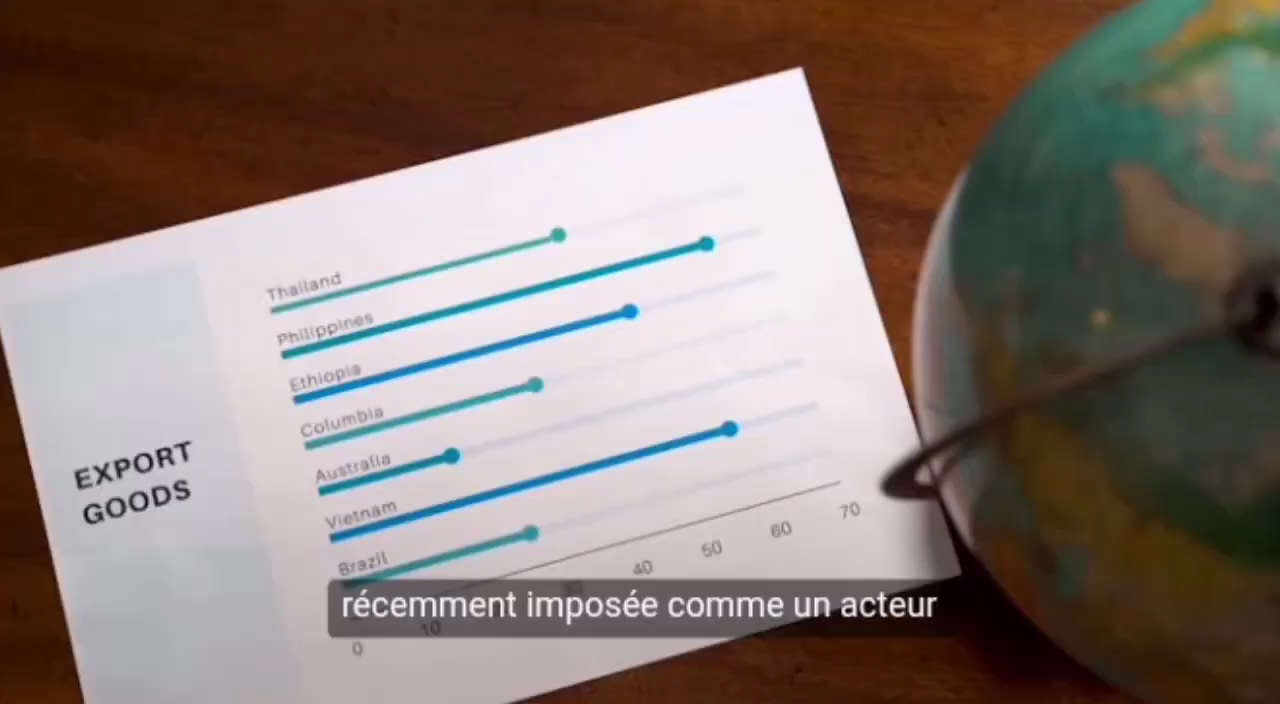 Thailand
Philippines
Ethiopia
Columbia
EXPORT
GOODS
Australia
Vietnam
Brazil
0 10 30 40 50 60 70
récemment imposée comme un acteur